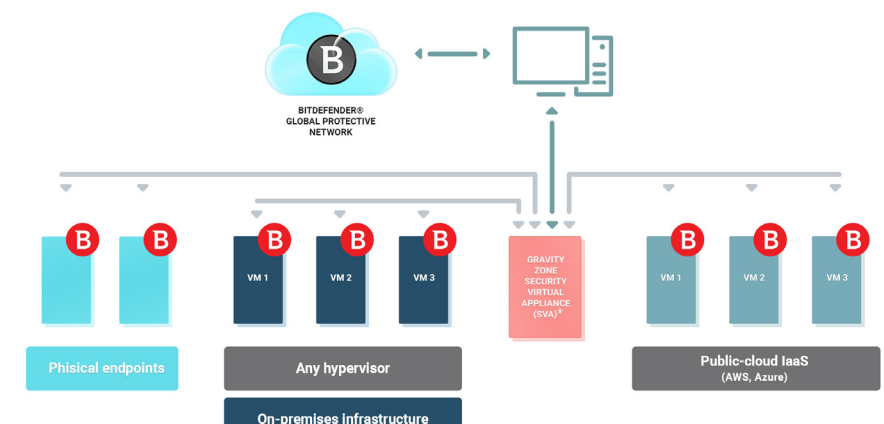 B
BITDEFENDER®
GLOBAL PROTECTIVE
NETWORK
B
B
B
B
B
B
B
B
VM 1
VM 2
VM 3
GRAVITY
ZONE
SECURITY
VIRTUAL
APPLIANCE
(SVA)*
VM 1
VM 2
VM 3
Phisical endpoints
Any hypervisor
Public-cloud IaaS
(AWS, Azure)
On-premises infrastructure